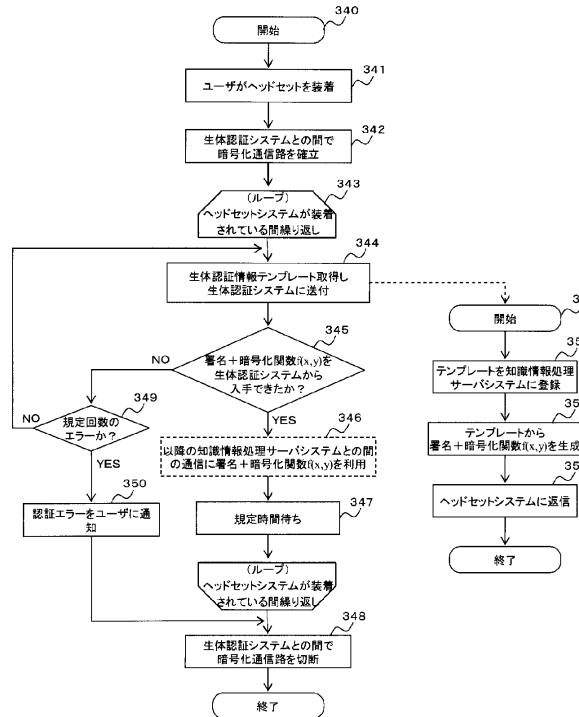 340
開始
341
ユーザがヘッドセットを装着
342
生体認証システムとの間で
暗号化通信路を確立
343
(ループ)
ヘッドセットシステムが装着
されている間繰り返し
344
生体認証情報テンプレート取得し
生体認証システムに送付
345
署名+暗号化関数f(x,y)を
生体認証システムから
入手できたか?
NO
YES
349
規定回数の
エラーか?
NO
YES
350
認証エラーをユーザに通
知
346
以降の知識情報処理サーバシステムとの間
の通信に署名+暗号化関数f(x,y)を利用
347
規定時間待ち
(ループ)
ヘッドセットシステムが装着
されている間繰り返し
348
生体認証システムとの間で
暗号化通信路を切断
終了
3
開始
35
テンプレートを知識情報処理
サーバシステムに登録
35
テンプレートから
署名+暗号化関数f(x,y)を生成
35
ヘッドセットシステムに返信
終了